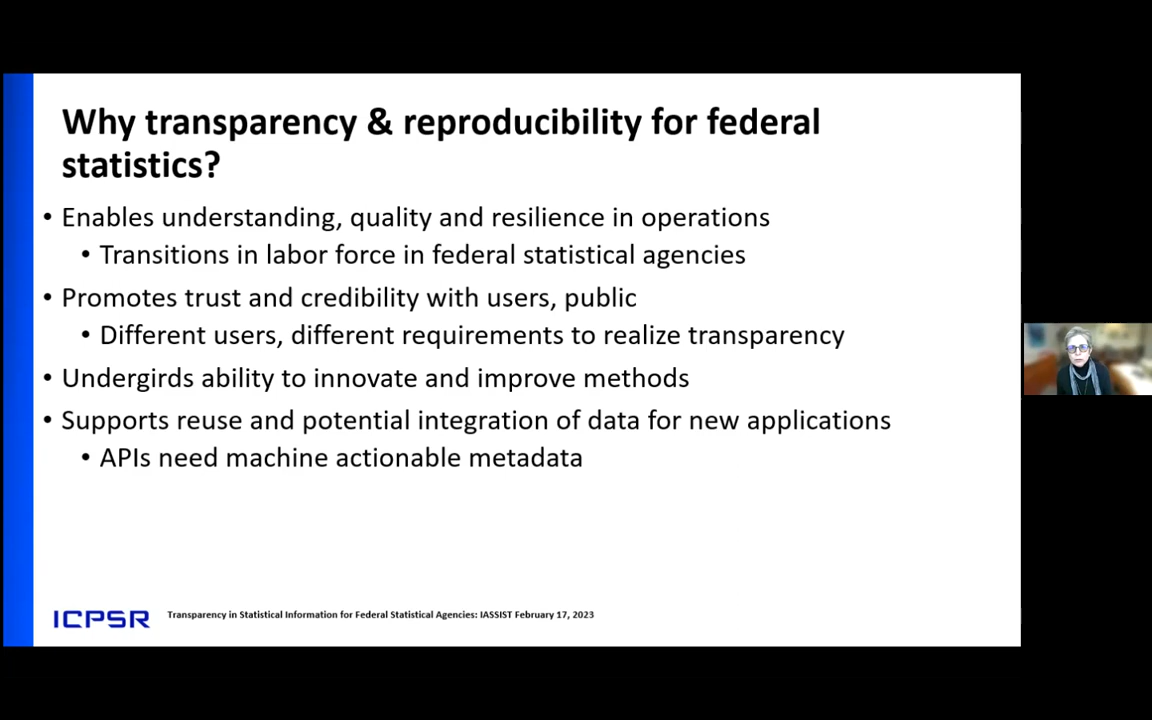 Why transparency & reproducibility for federal
statistics?
• Enables understanding, quality and resilience in operations
• Transitions in labor force in federal statistical agencies
• Promotes trust and credibility with users, public
• Different users, different requirements to realize transparency
• Undergirds ability to innovate and improve methods
• Supports reuse and potential integration of data for new applications
• APIs need machine actionable metadata
ICPSR Transparency in Statistical Information for Federal Statistical Agencies: IASSIST February 17, 2023